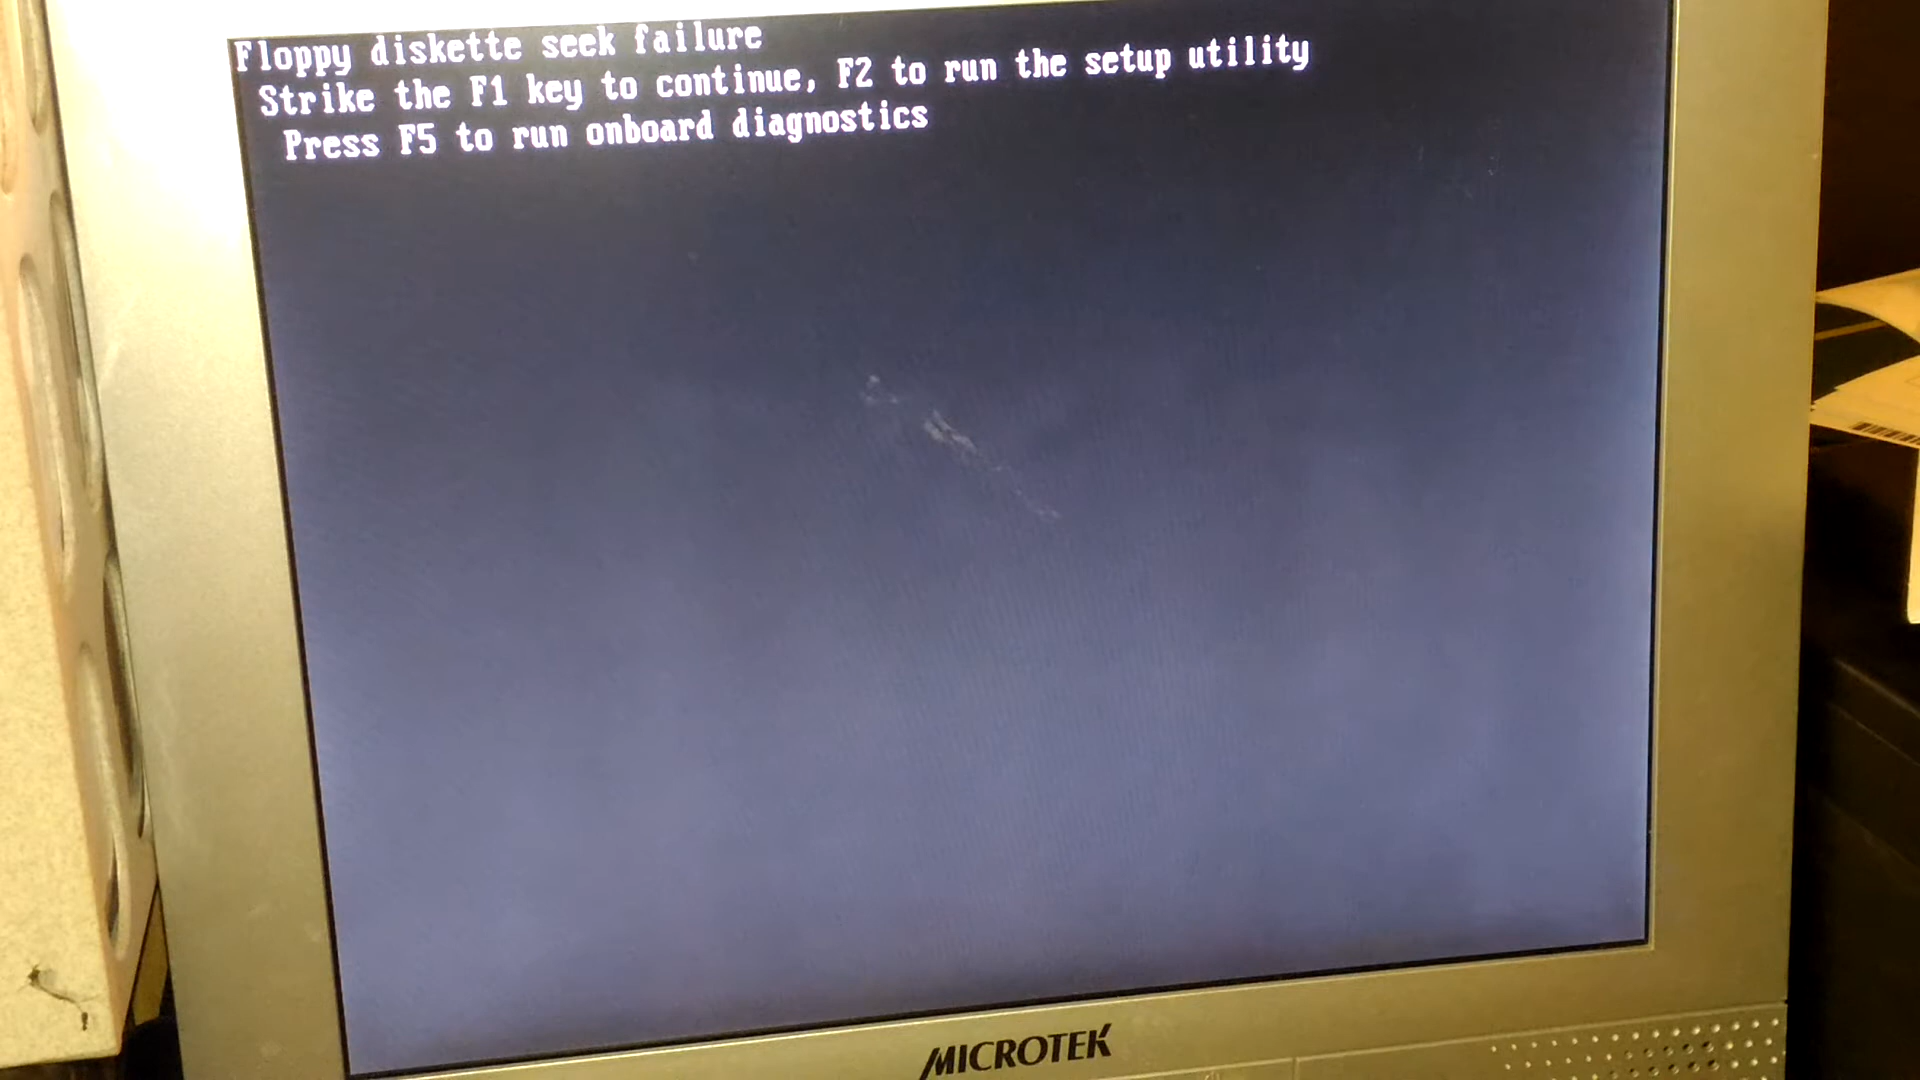 Floppy diskette seek failure
Strike the F1 key to continue, F2 to run the setup utility
Press F5 to run onboard diagnostics
MICROTEK